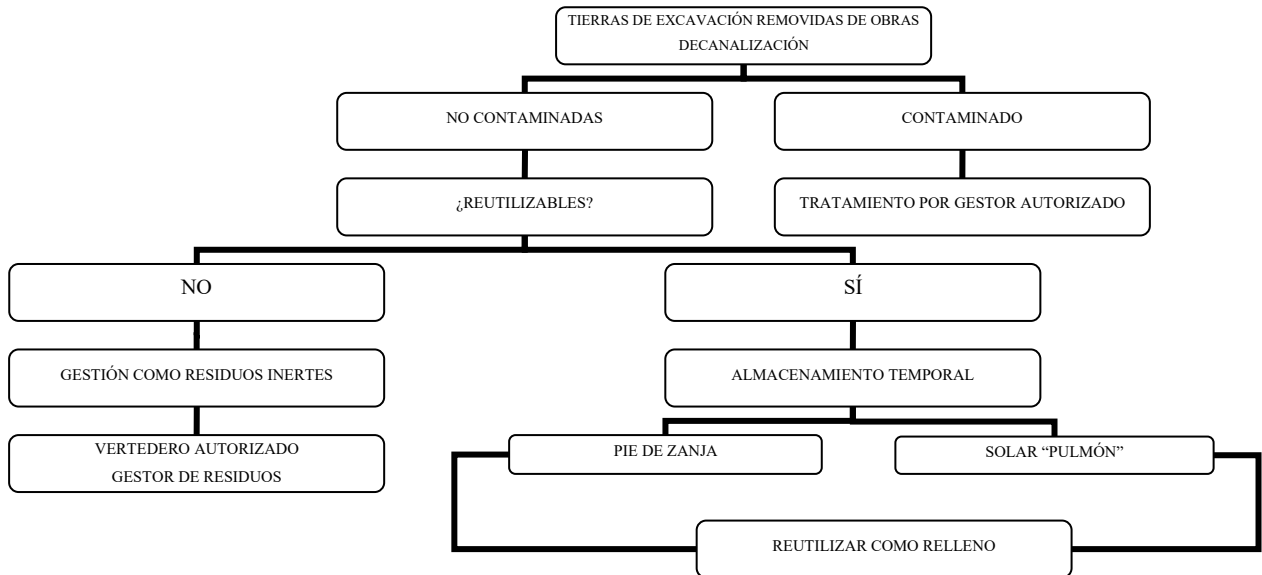 TIERRAS DE EXCAVACIÓN REMOVIDAS DE OBRAS
DECANALIZACIÓN
NO CONTAMINADAS
CONTAMINADO
¿REUTILIZABLES?
TRATAMIENTO POR GESTOR AUTORIZADO
NO
SÍ
GESTIÓN COMO RESIDUOS INERTES
ALMACENAMIENTO TEMPORAL
VERTEDERO AUTORIZADO
GESTOR DE RESIDUOS
PIE DE ZANJA
SOLAR “PULMÓN”
REUTILIZAR COMO RELLENO